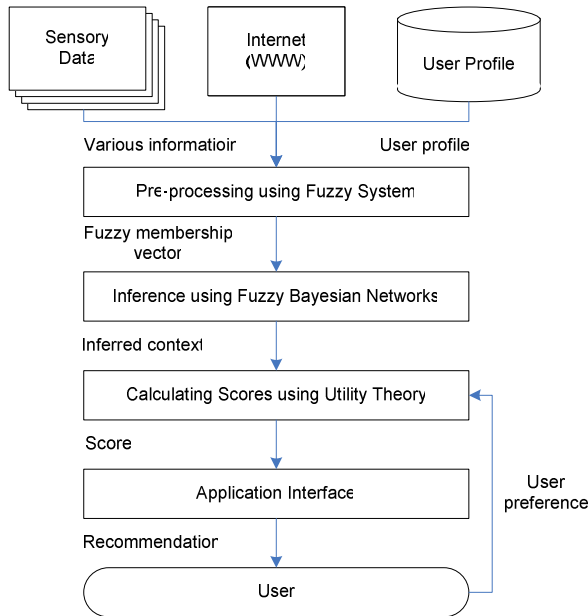 Sensory
Data
Internet
(WWW)
User Profile
Various informatioin
User profile
Pre-processing using Fuzzy System
Fuzzy membership
vector
Inference using Fuzzy Bayesian Networks
Inferred context
Calculating Scores using Utility Theory
Score
User
preference
Application Interface
Recommendation
User